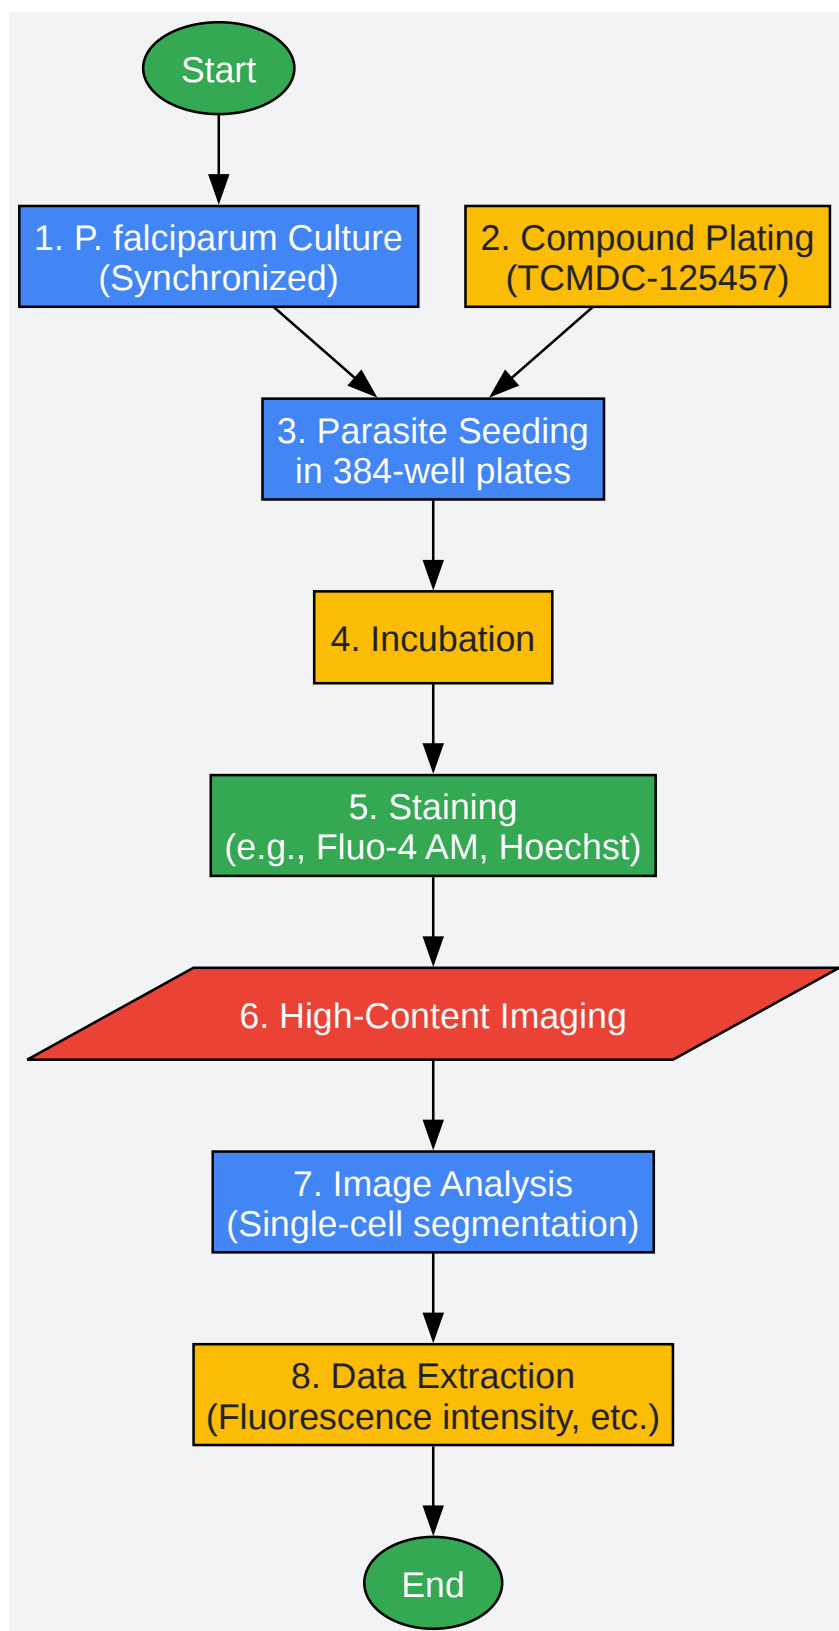 Start
1. P. falciparum Culture
(Synchronized)
2. Compound Plating
(TCMDC-125457)
3. Parasite Seeding
in 384-well plates
4. Incubation
5. Staining
(e.g., Fluo-4 AM, Hoechst)
6. High-Content Imaging
7. Image Analysis
(Single-cell segmentation)
8. Data Extraction
(Fluorescence intensity, etc.)
End